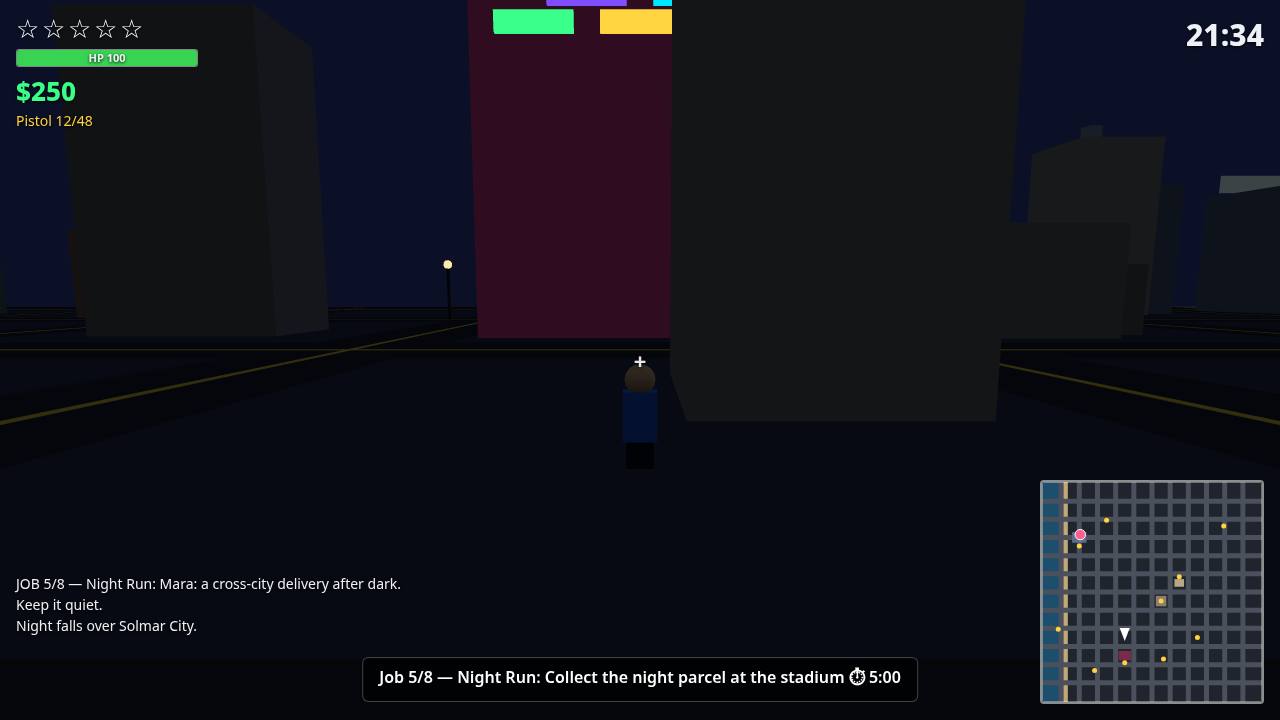 ☆☆☆☆☆
21:34
HP 100
$250
Pistol 12/48
JOB 5/8 — Night Run: Mara: a cross-city delivery after dark.
Keep it quiet.
Night falls over Solmar City.
Job 5/8 — Night Run: Collect the night parcel at the stadium ⏱ 5:00